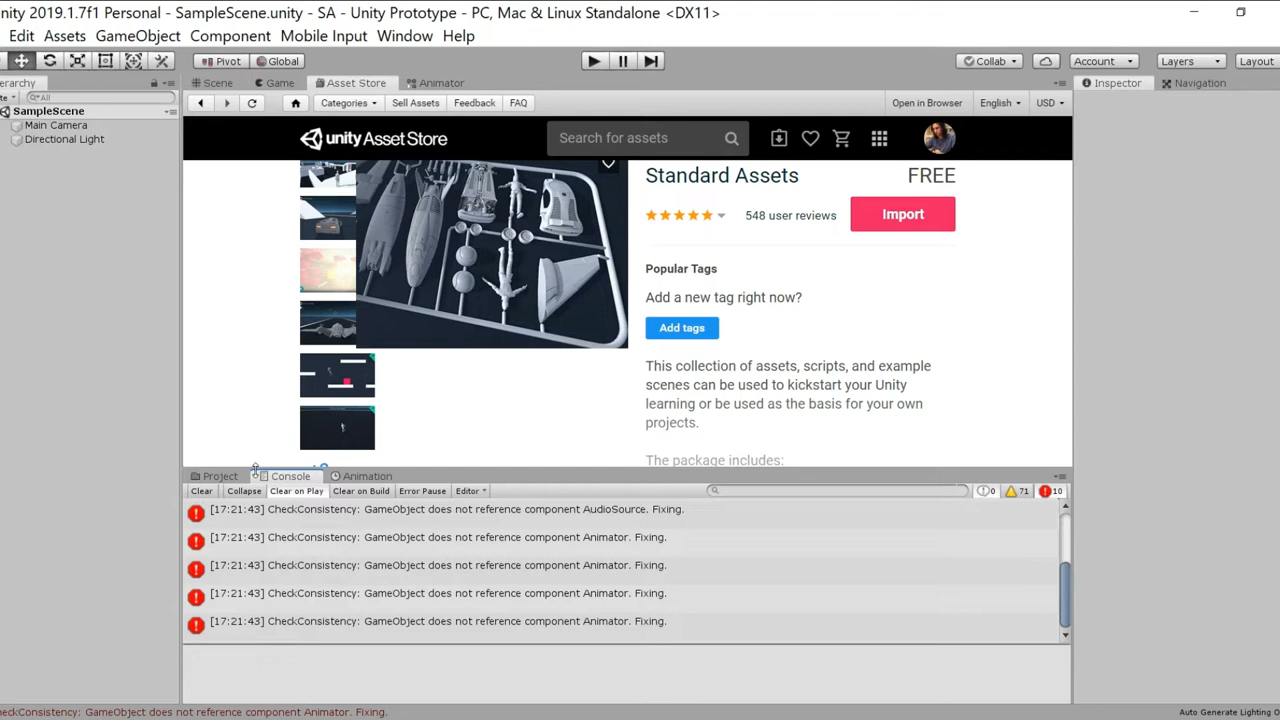 nity 2019.1.7f1 Personal - SampleScene.unity - SA - Unity Prototype - PC, Mac & Linux Standalone <DX11>
Edit Assets GameObject Component Mobile Input Window Help
Pivot Global Collab Account Layers Layout
erarchy Scene Game Asset Store Animator Inspector Navigation
te All Categories Sell Assets Feedback FAQ Open in Browser English USD
SampleScene
Main Camera
Directional Light
unity Asset Store Search for assets
Standard Assets FREE
548 user reviews Import
Popular Tags
Add a new tag right now?
Add tags
This collection of assets, scripts, and example
scenes can be used to kickstart your Unity
learning or be used as the basis for your own
projects.
The package includes:
Project Console Animation
Clear Collapse Clear on Play Clear on Build Error Pause Editor 0 71 10
[17:21:43] CheckConsistency: GameObject does not reference component AudioSource. Fixing.
[17:21:43] CheckConsistency: GameObject does not reference component Animator. Fixing.
[17:21:43] CheckConsistency: GameObject does not reference component Animator. Fixing.
[17:21:43] CheckConsistency: GameObject does not reference component Animator. Fixing.
[17:21:43] CheckConsistency: GameObject does not reference component Animator. Fixing.
heckConsistency: GameObject does not reference component Animator. Fixing. Auto Generate Lighting O